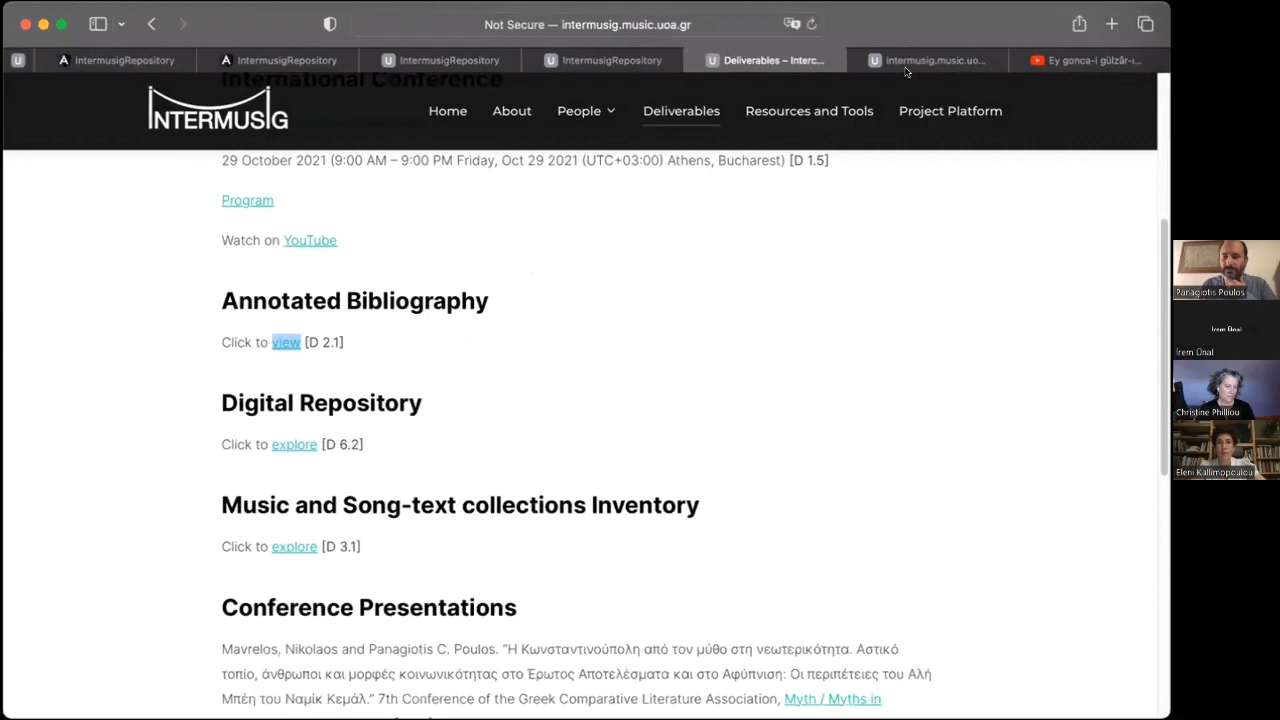 Not Secure — intermusig.music.uoa.gr
IntermusigRepository
IntermusigRepository
IntermusigRepository
IntermusigRepository
Deliverables – Interc...
intermusig.music.uo...
Ey gonca-i gülzâr-ı...
International Conference
INTERMUSIG
Home
About
People
Deliverables
Resources and Tools
Project Platform
29 October 2021 (9:00 AM – 9:00 PM Friday, Oct 29 2021 (UTC+03:00) Athens, Bucharest) [D 1.5]
Program
Watch on YouTube
Annotated Bibliography
Click to view [D 2.1]
Digital Repository
Click to explore [D 6.2]
Music and Song-text collections Inventory
Click to explore [D 3.1]
Conference Presentations
Mavrelos, Nikolaos and Panagiotis C. Poulos. “Η Κωνσταντινούπολη από τον μύθο στη νεωτερικότητα. Αστικό
τοπίο, άνθρωποι και μορφές κοινωνικότητας στο Έρωτος Αποτελέσματα και στο Αφύπνιση: Οι περιπέτειες του Αλή
Μπέη του Ναμίκ Κεμάλ.” 7th Conference of the Greek Comparative Literature Association, Myth / Myths in
Panagiotis Poulos
İrem Ünal
İrem Ünal
Christine Philliou
Eleni Kallimopoulou